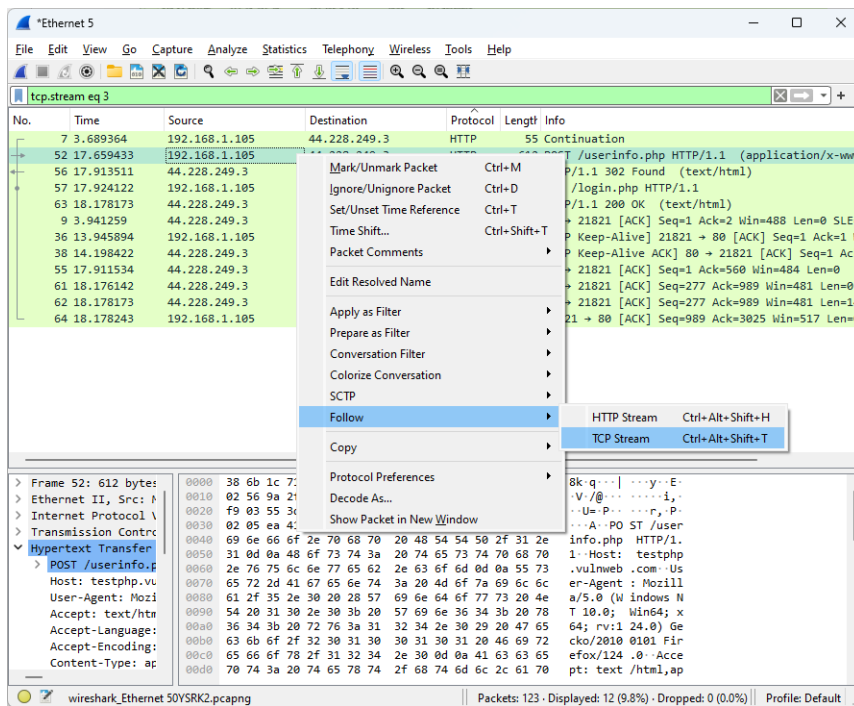 *Ethernet 5
File Edit View Go Capture Analyze Statistics Telephony Wireless Tools Help
tcp.stream eq 3
No. Time Source Destination Protocol Length Info
7 3.689364 192.168.1.105 44.228.249.3 HTTP 55 Continuation
52 17.659433 192.168.1.105 POST /userinfo.php HTTP/1.1 (application/x-ww
56 17.913511 44.228.249.3 P/1.1 302 Found (text/html)
57 17.924122 192.168.1.105 /login.php HTTP/1.1
63 18.178173 44.228.249.3 P/1.1 200 OK (text/html)
9 3.941259 44.228.249.3 → 21821 [ACK] Seq=1 Ack=2 Win=488 Len=0 SLE
36 13.945894 192.168.1.105 P Keep-Alive] 21821 → 80 [ACK] Seq=1 Ack=1
38 14.198422 44.228.249.3 P Keep-Alive ACK] 80 → 21821 [ACK] Seq=1 Ac
55 17.911534 44.228.249.3 → 21821 [ACK] Seq=1 Ack=560 Win=484 Len=0
61 18.176142 44.228.249.3 → 21821 [ACK] Seq=277 Ack=989 Win=481 Len=0
62 18.178173 44.228.249.3 → 21821 [ACK] Seq=277 Ack=989 Win=481 Len=1
64 18.178243 192.168.1.105 21 → 80 [ACK] Seq=989 Ack=3025 Win=517 Len=
Mark/Unmark Packet Ctrl+M
Ignore/Unignore Packet Ctrl+D
Set/Unset Time Reference Ctrl+T
Time Shift... Ctrl+Shift+T
Packet Comments
Edit Resolved Name
Apply as Filter
Prepare as Filter
Conversation Filter
Colorize Conversation
SCTP
Follow
Copy
Protocol Preferences
Decode As...
Show Packet in New Window
HTTP Stream Ctrl+Alt+Shift+H
TCP Stream Ctrl+Alt+Shift+T
Frame 52: 612 bytes
Ethernet II, Src:
Internet Protocol
Transmission Contro
Hypertext Transfer
POST /userinfo.p
Host: testphp.vu
User-Agent: Moz
Accept: text/htm
Accept-Language:
Accept-Encoding:
Content-Type: ap
0000 38 6b 1c 8k·q···|···y··E·
0010 02 56 9a ·V·/@·······i,·
0020 f9 03 55 ··U=·P····r,·P·
0030 02 05 ea ···A··PO ST /user
0040 69 6e 66 6f 2e 70 68 70 20 48 54 54 50 2f 31 2e info.php HTTP/1.
0050 31 0d 0a 48 6f 73 74 3a 20 74 65 73 74 70 68 70 1··Host: testphp
0060 2e 76 75 6c 6e 77 65 62 2e 63 6f 6d 0d 0a 55 73 .vulnweb .com··Us
0070 65 72 2d 41 67 65 6e 74 3a 20 4d 6f 7a 69 6c 6c er-Agent : Mozill
0080 61 2f 35 2e 30 20 28 57 69 6e 64 6f 77 73 20 4e a/5.0 (W indows N
0090 54 20 31 30 2e 30 3b 20 57 69 6e 36 34 3b 20 78 T 10.0; Win64; x
00a0 36 34 3b 20 72 76 3a 31 32 34 2e 30 29 20 47 65 64; rv:1 24.0) Ge
00b0 63 6b 6f 2f 32 30 31 30 30 31 30 31 20 46 69 72 cko/2010 0101 Fir
00c0 65 66 6f 78 2f 31 32 34 2e 30 0d 0a 41 63 63 65 efox/124 .0··Acce
00d0 70 74 3a 20 74 65 78 74 2f 68 74 6d 6c 2c 61 70 pt: text /html,ap
wireshark_Ethernet 50YSRK2.pcapng
Packets: 123 · Displayed: 12 (9.8%) · Dropped: 0 (0.0%)
Profile: Default